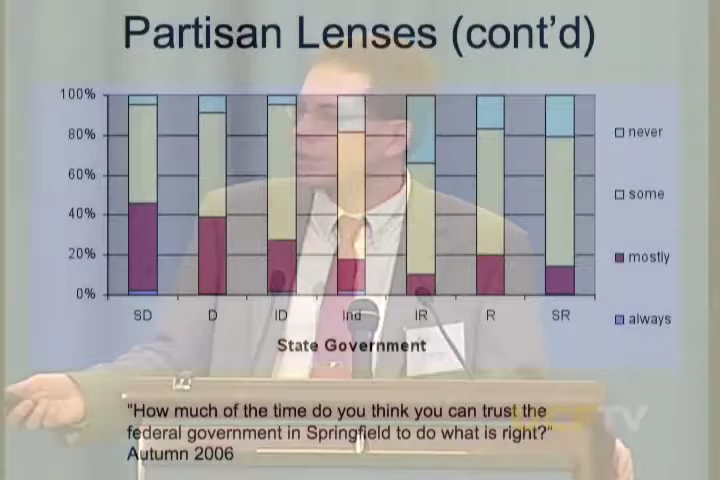 Partisan Lenses (cont'd)
100%
80%
60%
40%
20%
0%
SD D ID Ind IR R SR
State Government
never
some
mostly
always
"How much of the time do you think you can trust the
federal government in Springfield to do what is right?"
Autumn 2006
TV